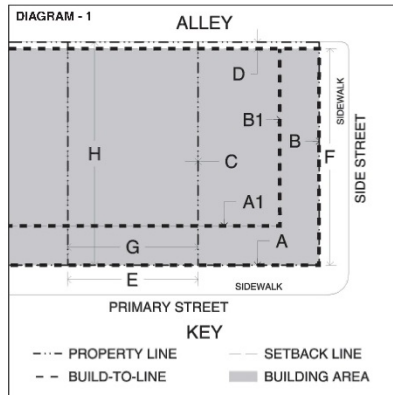 DIAGRAM - 1
ALLEY
D
SIDEWALK
B1
B
F
SIDE STREET
H
C
A1
G
A
E
SIDEWALK
PRIMARY STREET
KEY
PROPERTY LINE
SETBACK LINE
BUILD-TO-LINE
BUILDING AREA